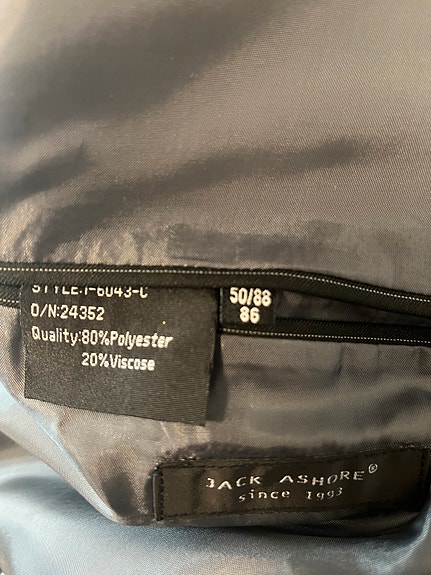 STYLE:I-6043-C
O/N:24352
Quality:80%Polyester
20%Viscose
50/88
86
JACK ASHORE®
since 1993